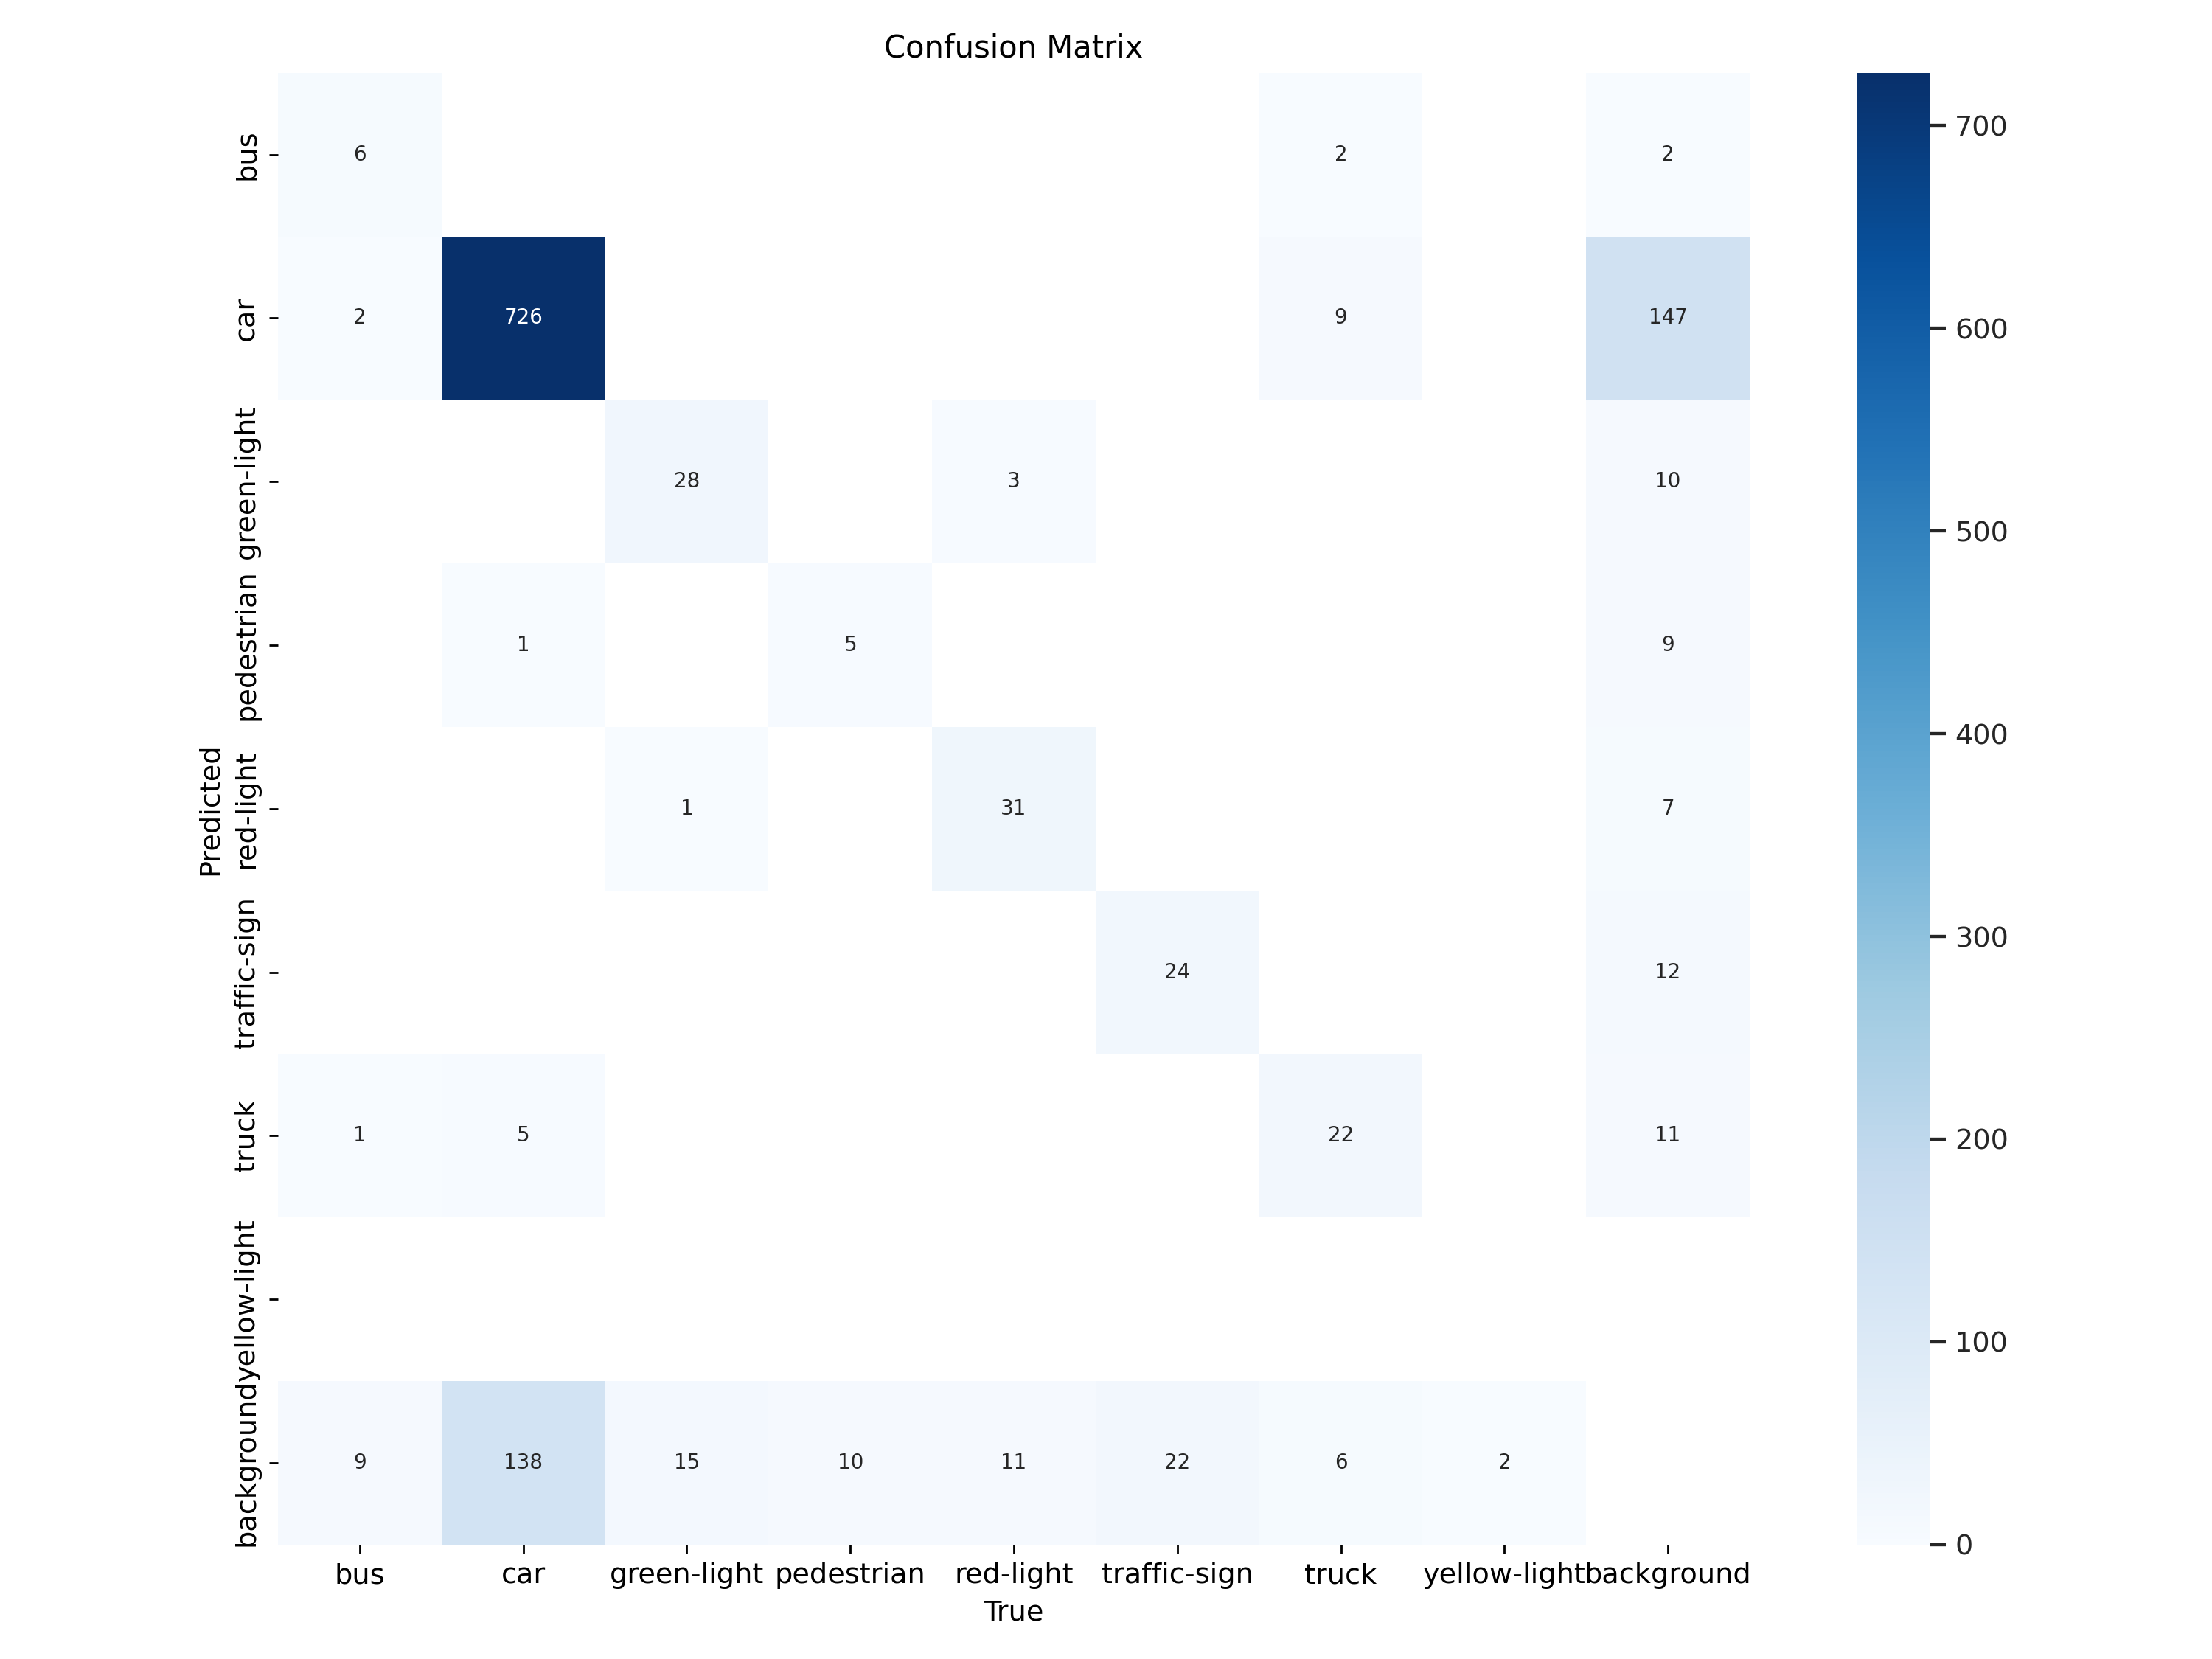 Confusion Matrix
bus
6
2
2
700
car
2
726
9
147
600
green-light
28
3
10
500
pedestrian
1
5
9
400
Predicted
red-light
1
31
7
300
traffic-sign
24
12
truck
1
5
22
11
200
yellow-light
100
background
9
138
15
10
11
22
6
2
0
bus car green-light pedestrian red-light traffic-sign truck yellow-light background
True